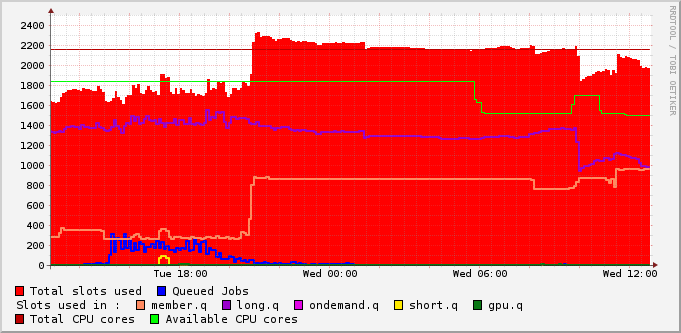 RRDTOOL / TOBI OETIKER
2400
2200
2000
1800
1600
1400
1200
1000
800
600
400
200
0
Tue 18:00 Wed 00:00 Wed 06:00 Wed 12:00
Total slots used Queued Jobs
Slots used in : member.q long.q ondemand.q short.q gpu.q
Total CPU cores Available CPU cores